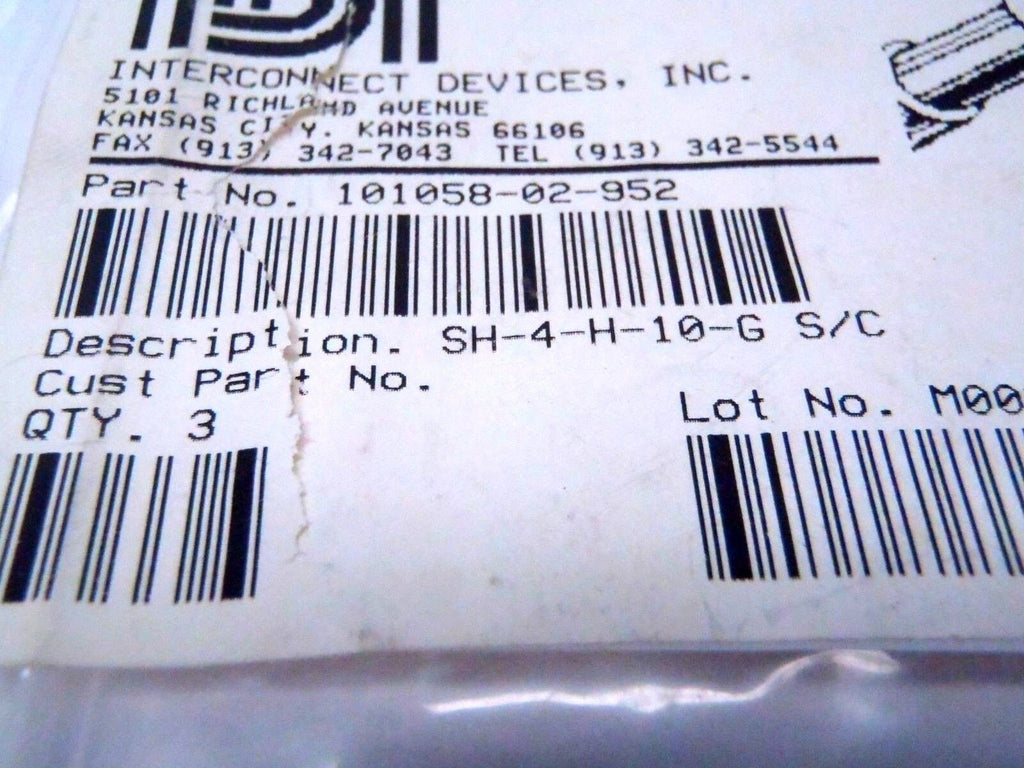 INTERCONNECT DEVICES, INC.
5101 RICHLAND AVENUE
KANSAS CITY. KANSAS 66106
FAX (913) 342-7043 TEL (913) 342-5544
Part No. 101058-02-952
Description. SH-4-H-10-G S/C
Cust Part No.
QTY. 3
Lot No. M00